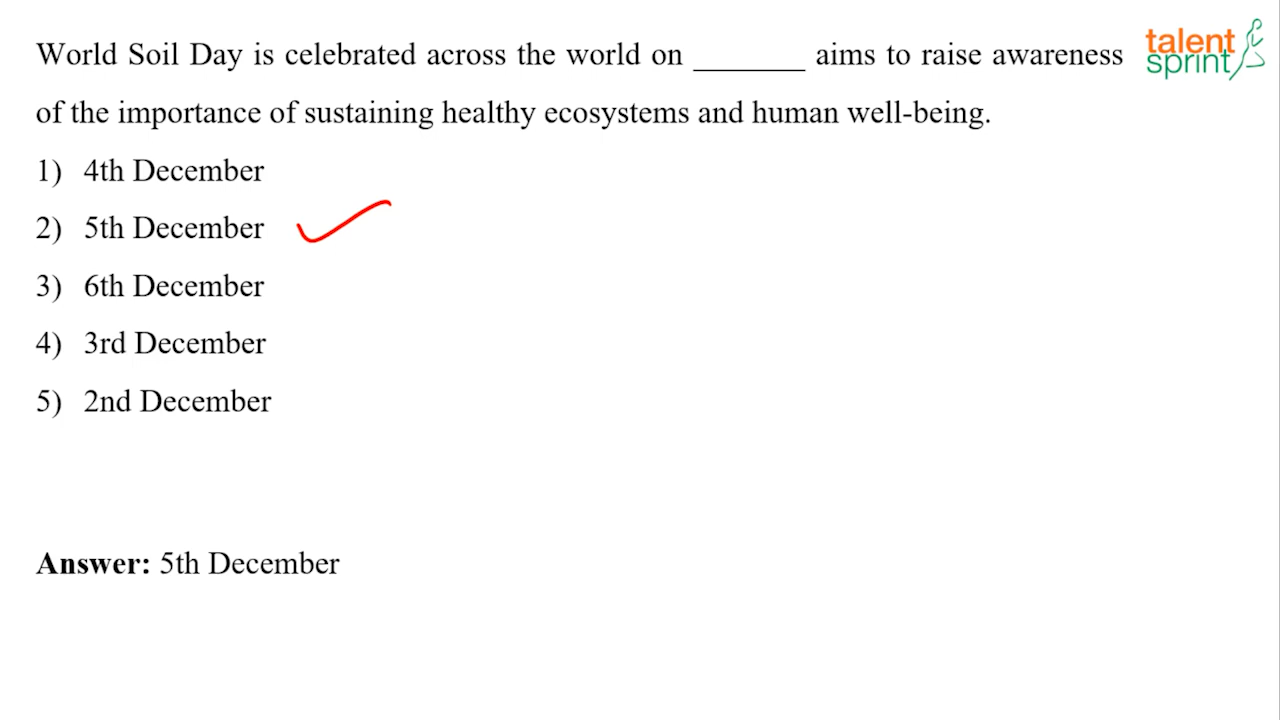 World Soil Day is celebrated across the world on _______ aims to raise awareness
of the importance of sustaining healthy ecosystems and human well-being.
1) 4th December
2) 5th December
3) 6th December
4) 3rd December
5) 2nd December
Answer: 5th December
talent
sprint